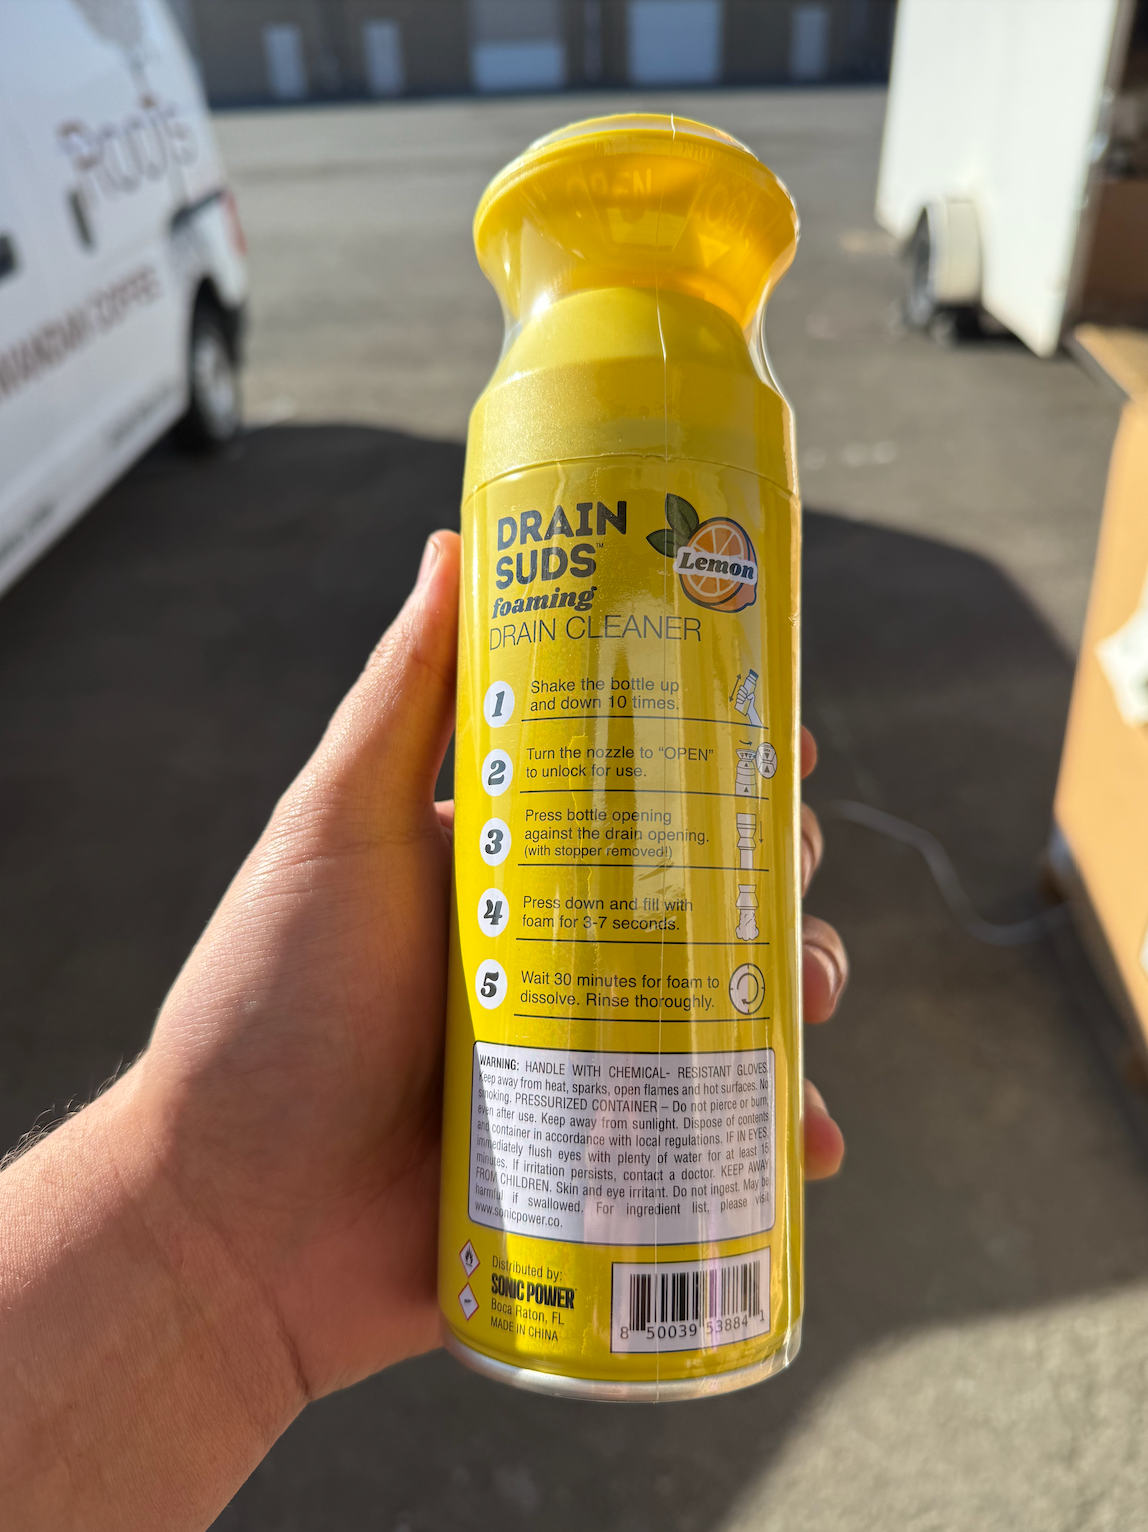 ROOTS
COFFEE
OPEN
DRAIN
SUDS™
foaming
DRAIN CLEANER
Lemon
1
Shake the bottle up
and down 10 times.
2
Turn the nozzle to "OPEN"
to unlock for use.
3
Press bottle opening
against the drain opening.
(with stopper removed!)
4
Press down and fill with
foam for 3-7 seconds.
5
Wait 30 minutes for foam to
dissolve. Rinse thoroughly.
WARNING: HANDLE WITH CHEMICAL- RESISTANT GLOVES.
Keep away from heat, sparks, open flames and hot surfaces. No
smoking. PRESSURIZED CONTAINER – Do not pierce or burn,
even after use. Keep away from sunlight. Dispose of contents
and container in accordance with local regulations. IF IN EYES,
immediately flush eyes with plenty of water for at least 15
minutes. If irritation persists, contact a doctor. KEEP AWAY
FROM CHILDREN. Skin and eye irritant. Do not ingest. May be
harmful if swallowed. For ingredient list, please visit
www.sonicpower.co.
Distributed by:
SONIC POWER
Boca Raton, FL
MADE IN CHINA
8 50039 53884 1